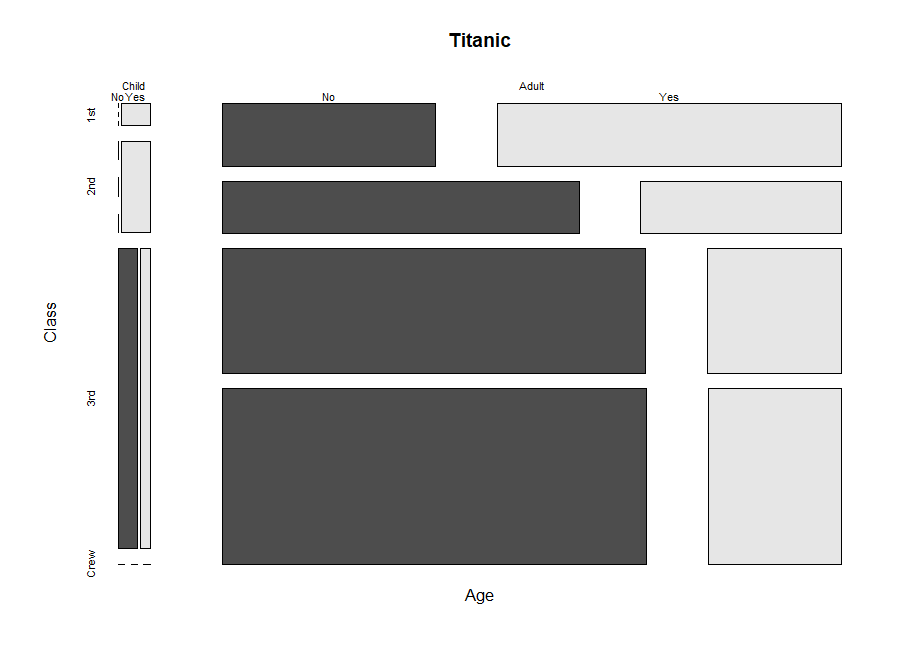 Titanic
Child
Adult
No Yes
No
Yes
1st
2nd
3rd
Crew
Class
Age